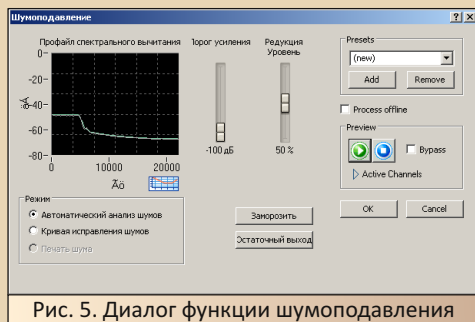 Шумоподавление
Профайл спектрального вычитания
Порог усиления
Редукция
Уровень
0-
-20-
-40-
-60-
-80-
дА
0 10000 20000
Ãö
-100 дБ
50 %
Режим
Автоматический анализ шумов
Кривая исправления шумов
Печать шума
Заморозить
Остаточный выход
Presets
(new)
Add Remove
Process offline
Preview
Bypass
Active Channels
OK Cancel
Рис. 5. Диалог функции шумоподавления